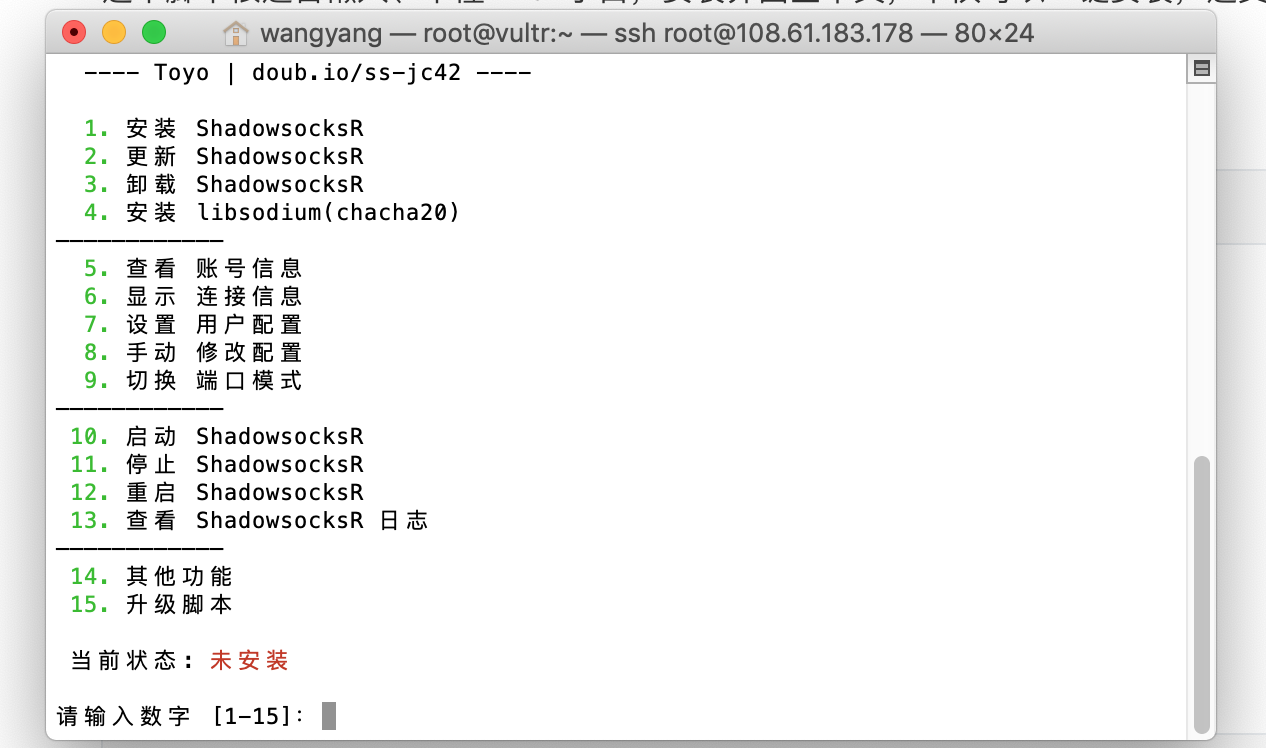 wangyang — root@vultr:~ — ssh root@108.61.183.178 — 80×24
---- Toyo | doub.io/ss-jc42 ----
1. 安装 ShadowsocksR
2. 更新 ShadowsocksR
3. 卸载 ShadowsocksR
4. 安装 libsodium(chacha20)
————————————
5. 查看 账号信息
6. 显示 连接信息
7. 设置 用户配置
8. 手动 修改配置
9. 切换 端口模式
————————————
10. 启动 ShadowsocksR
11. 停止 ShadowsocksR
12. 重启 ShadowsocksR
13. 查看 ShadowsocksR 日志
————————————
14. 其他功能
15. 升级脚本
当前状态: 未安装
请输入数字 [1-15]: